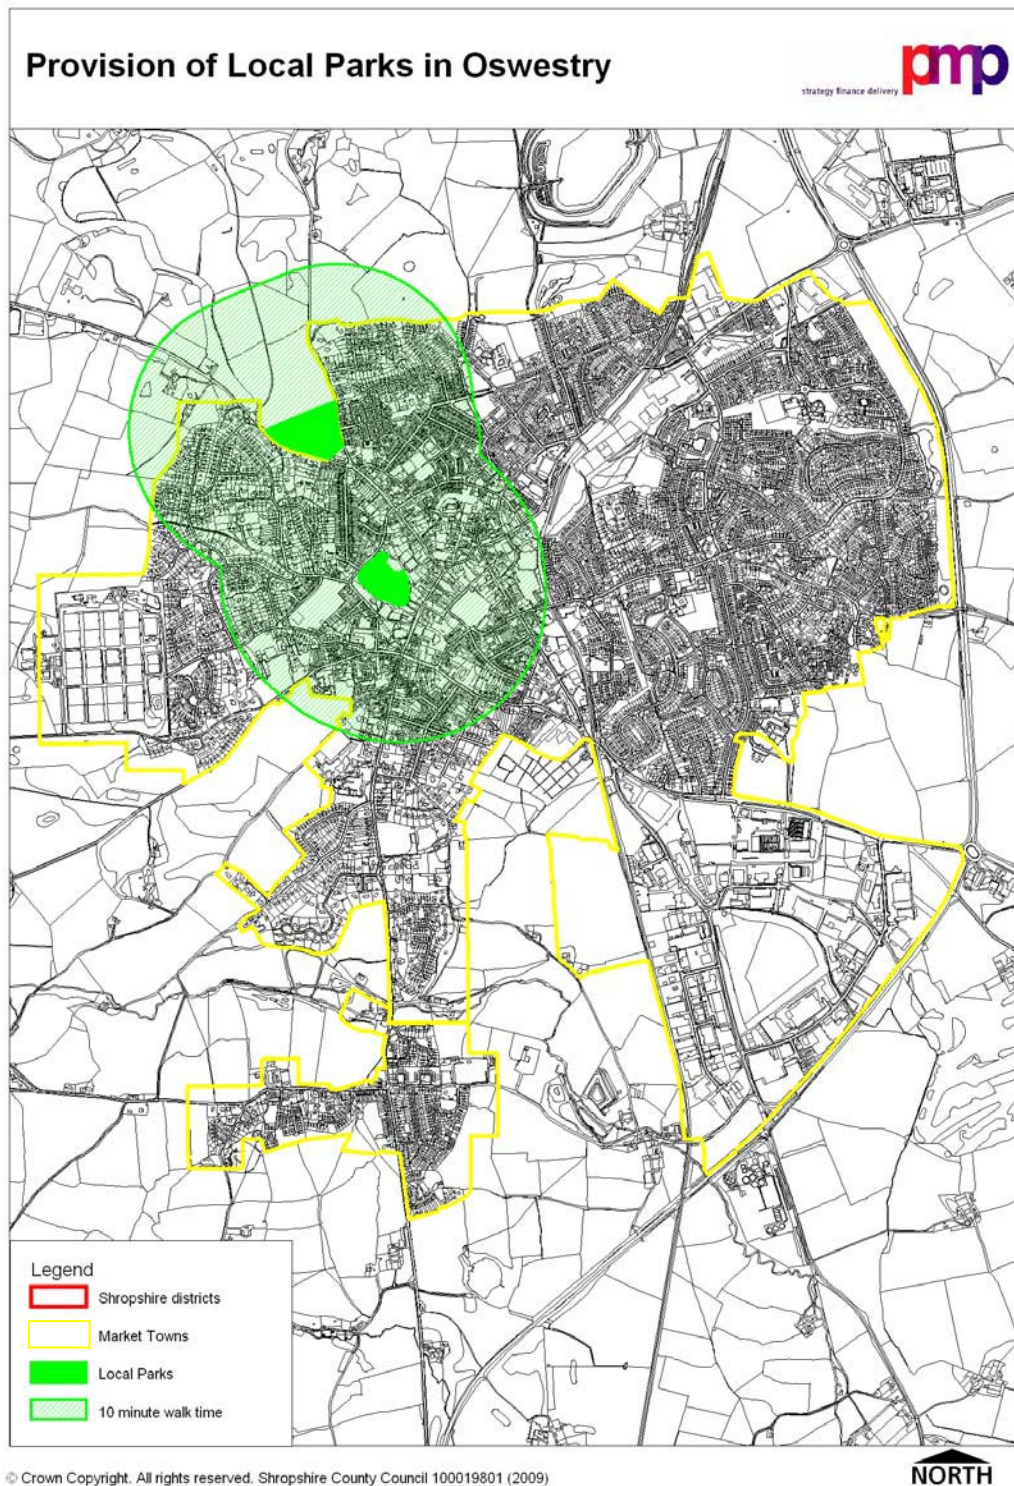 Provision of Local Parks in Oswestry
pmp
strategy finance delivery
Legend
Shropshire districts
Market Towns
Local Parks
10 minute walk time
© Crown Copyright. All rights reserved. Shropshire County Council 100019801 (2009)
NORTH